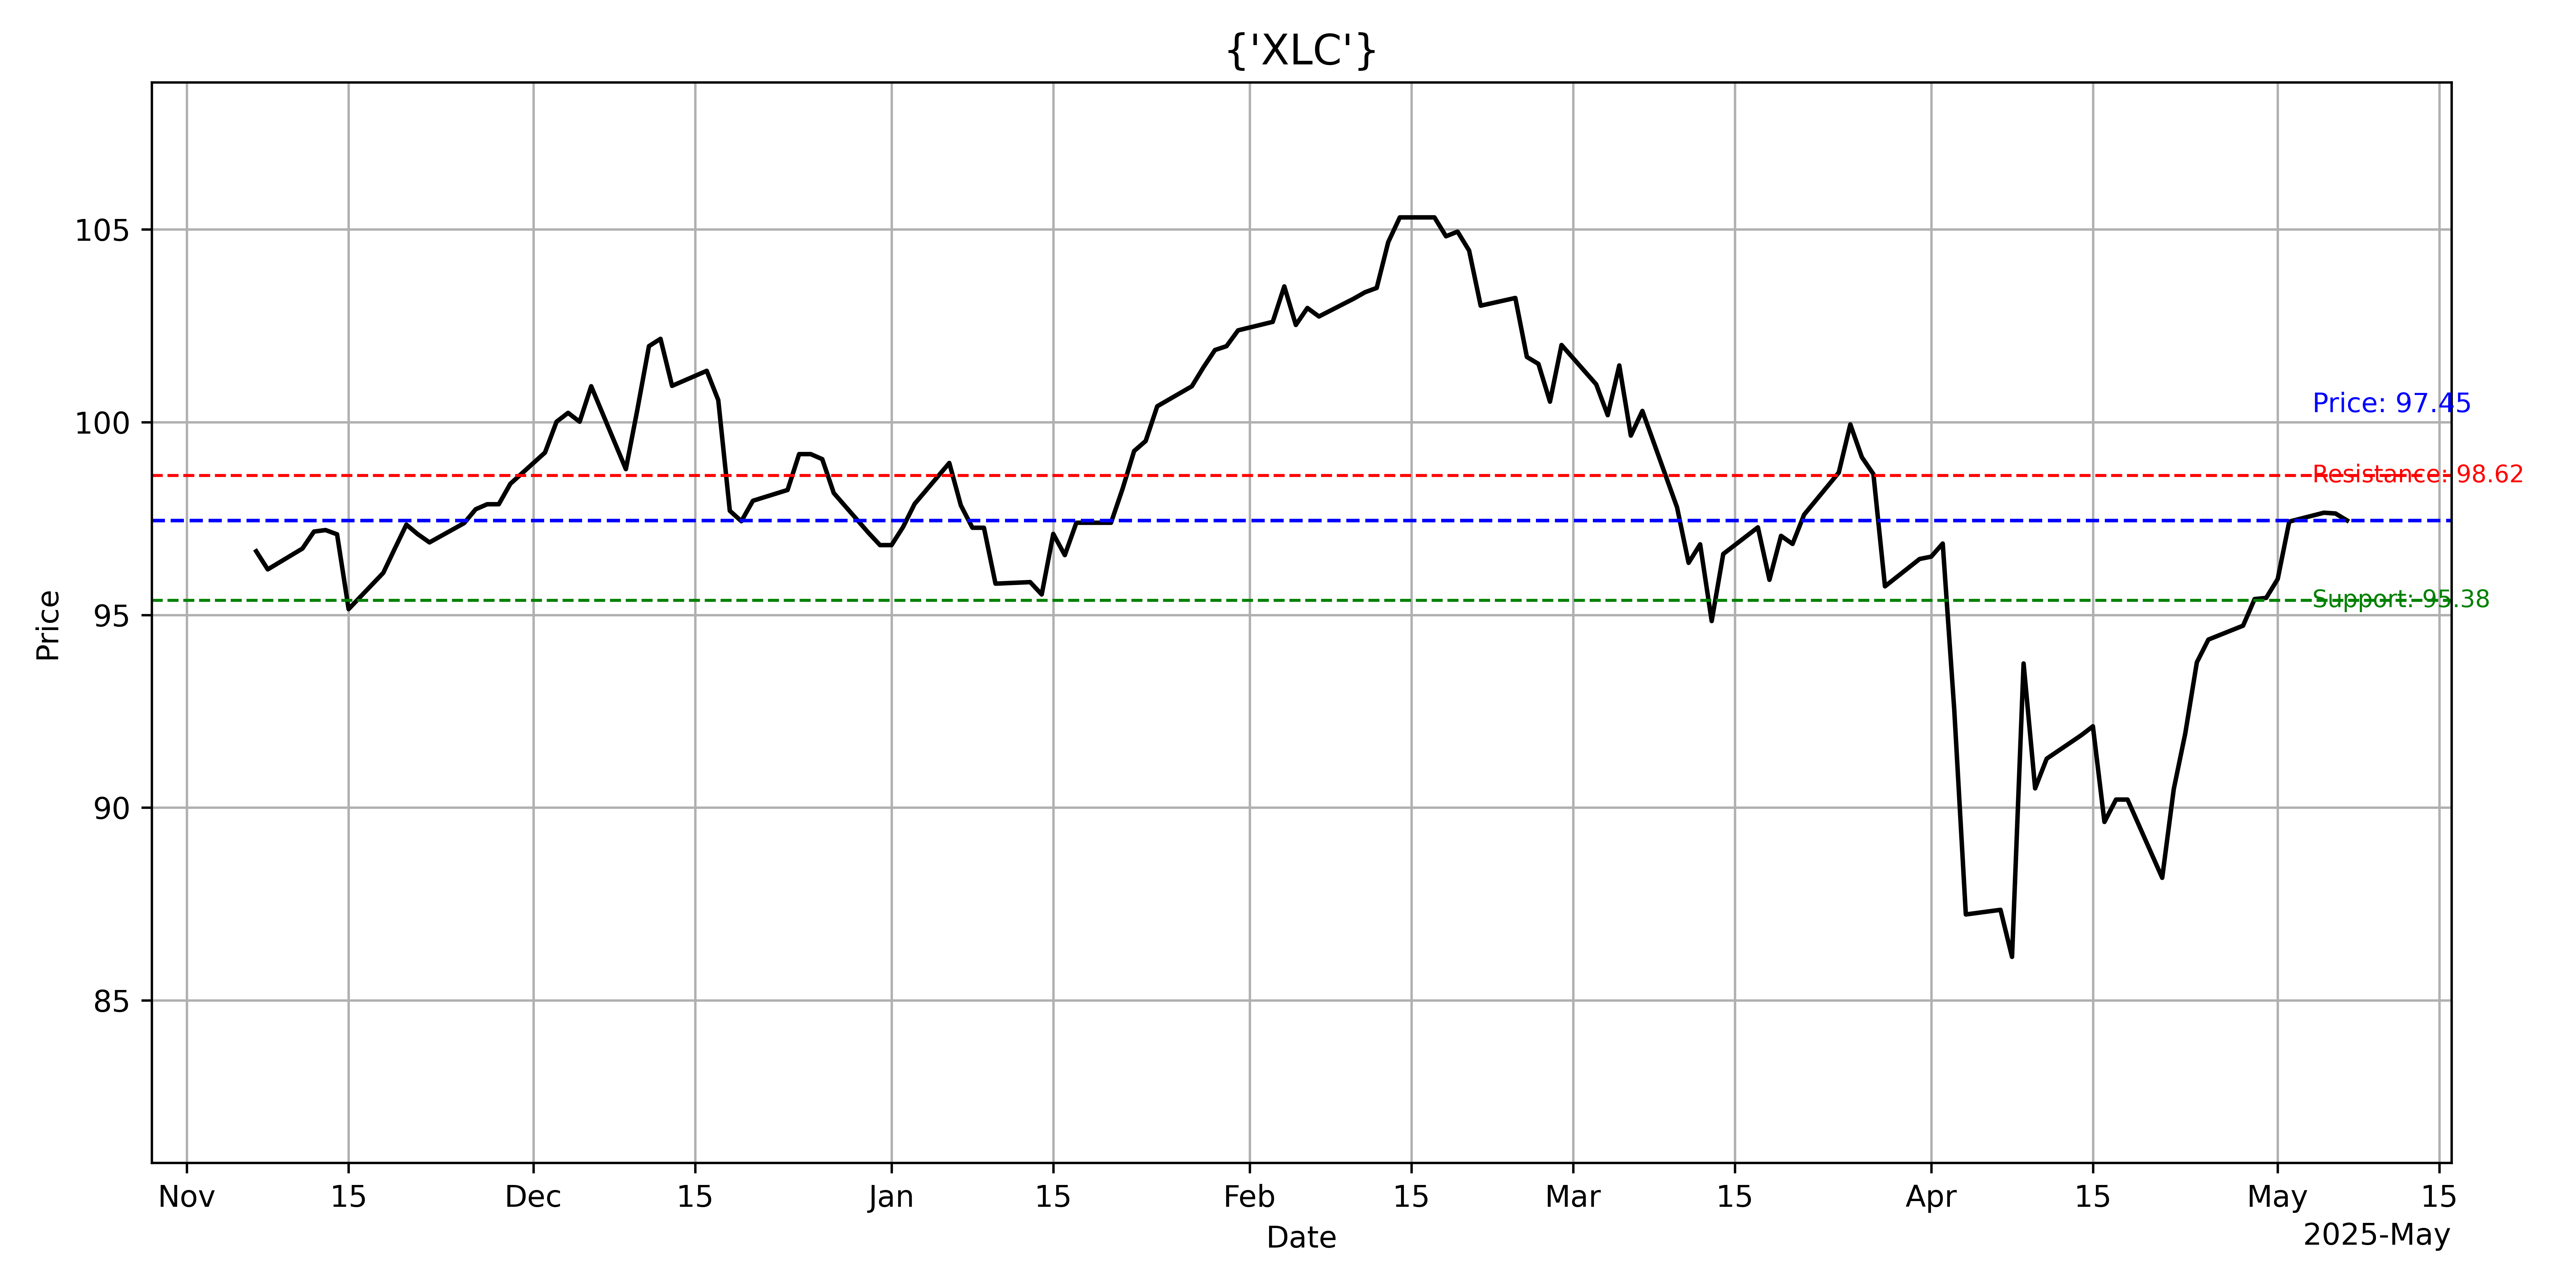 {'XLC'}
105
100
95
90
85
Price
Price: 97.45
Resistance: 98.62
Support: 95.38
Nov 15 Dec 15 Jan 15 Feb 15 Mar 15 Apr 15 May 15
Date
2025-May